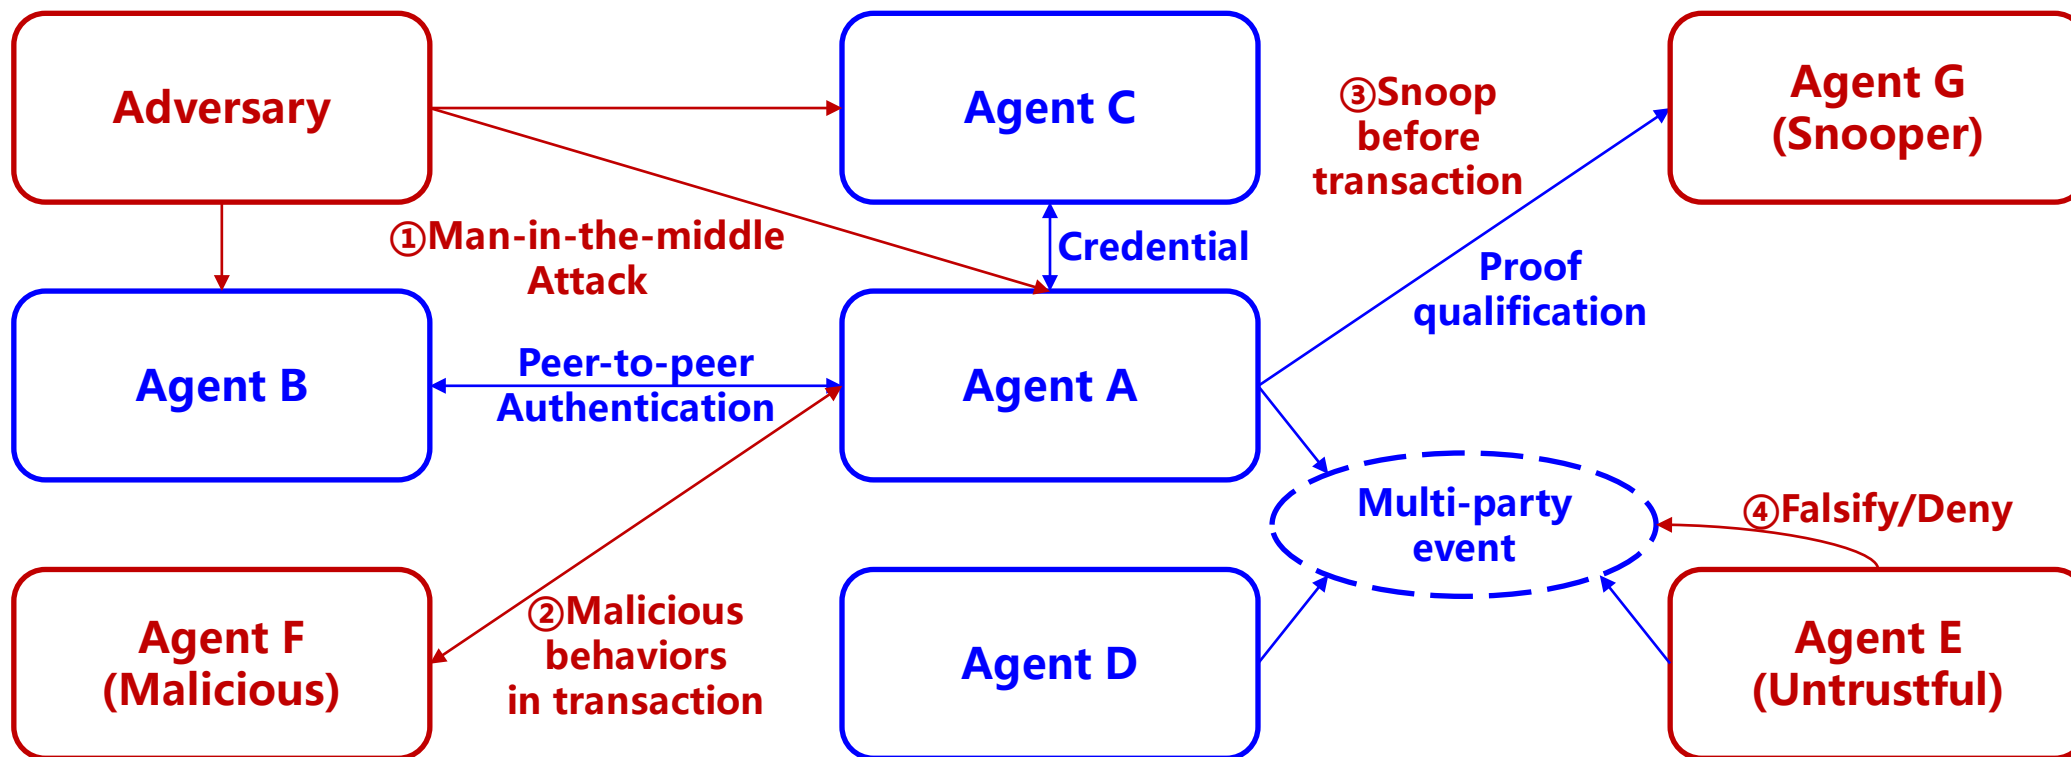 Adversary
Agent C
③Snoop
before
transaction
Agent G
(Snooper)
①Man-in-the-middle
Attack
Credential
Proof
qualification
Agent B
Peer-to-peer
Authentication
Agent A
Multi-party
event
④Falsify/Deny
Agent F
(Malicious)
②Malicious
behaviors
in transaction
Agent D
Agent E
(Untrustful)